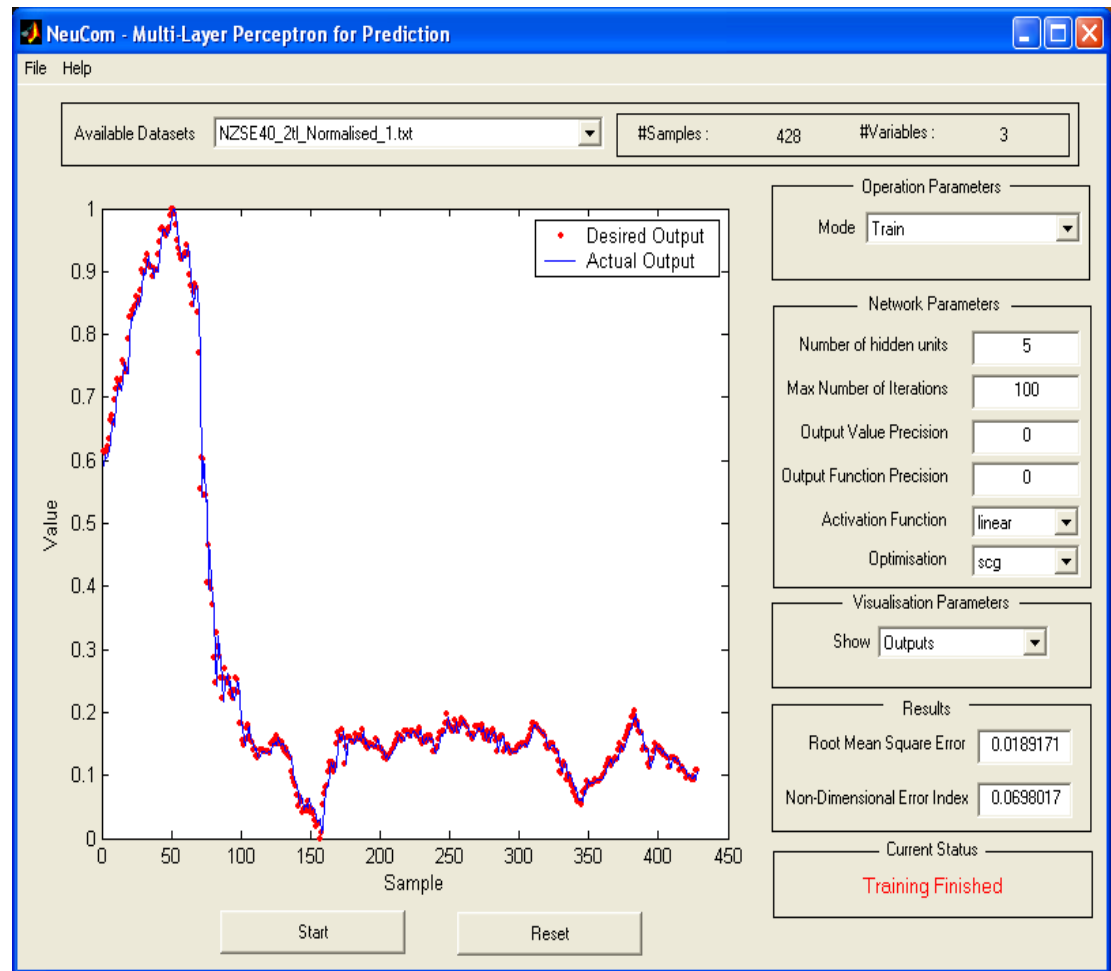 NeuCom - Multi-Layer Perceptron for Prediction
File Help
Available Datasets NZSE40_2tl_Normalised_1.txt #Samples : 428 #Variables : 3
Operation Parameters
Mode Train
Network Parameters
Number of hidden units 5
Max Number of Iterations 100
Output Value Precision 0
Output Function Precision 0
Activation Function linear
Optimisation scg
Visualisation Parameters
Show Outputs
Results
Root Mean Square Error 0.0189171
Non-Dimensional Error Index 0.0698017
Current Status
Training Finished
Desired Output
Actual Output
1
0.9
0.8
0.7
0.6
0.5
0.4
0.3
0.2
0.1
0
Value
0 50 100 150 200 250 300 350 400 450
Sample
Start Reset